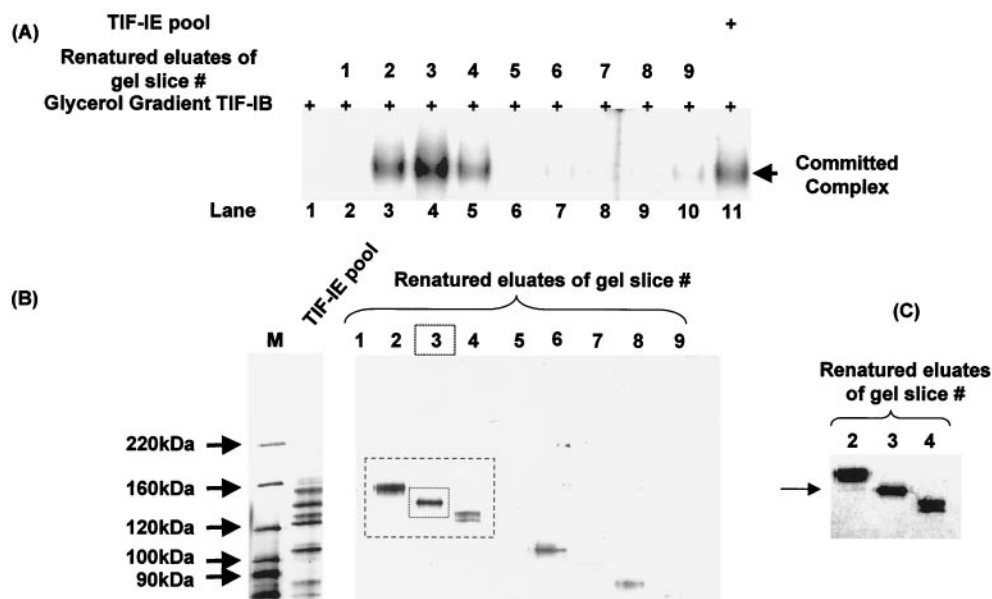 (A)
TIF-IE pool +
Renatured eluates of
gel slice # 1 2 3 4 5 6 7 8 9
Glycerol Gradient TIF-IB + + + + + + + + + + +
Committed
Complex
Lane 1 2 3 4 5 6 7 8 9 10 11
(B)
M
TIF-IE pool
Renatured eluates of gel slice #
1 2 3 4 5 6 7 8 9
220kDa
160kDa
120kDa
100kDa
90kDa
(C)
Renatured eluates
of gel slice #
2 3 4